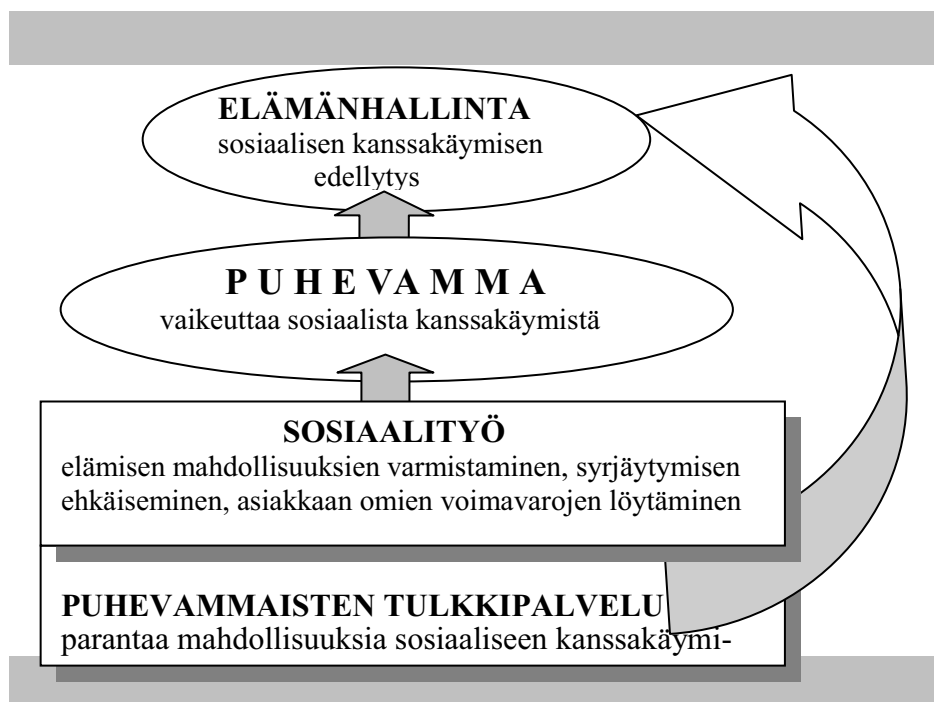 ELÄMÄNHALLINTA
sosiaalisen kanssakäymisen
edellytys
P U H E VA M M A
vaikeuttaa sosiaalista kanssakäymistä
SOSIAALITYÖ
elämisen mahdollisuuksien varmistaminen, syrjäytymisen
ehkäiseminen, asiakkaan omien voimavarojen löytäminen
PUHEVAMMAISTEN TULKKIPALVELU
parantaa mahdollisuuksia sosiaaliseen kanssakäymi-